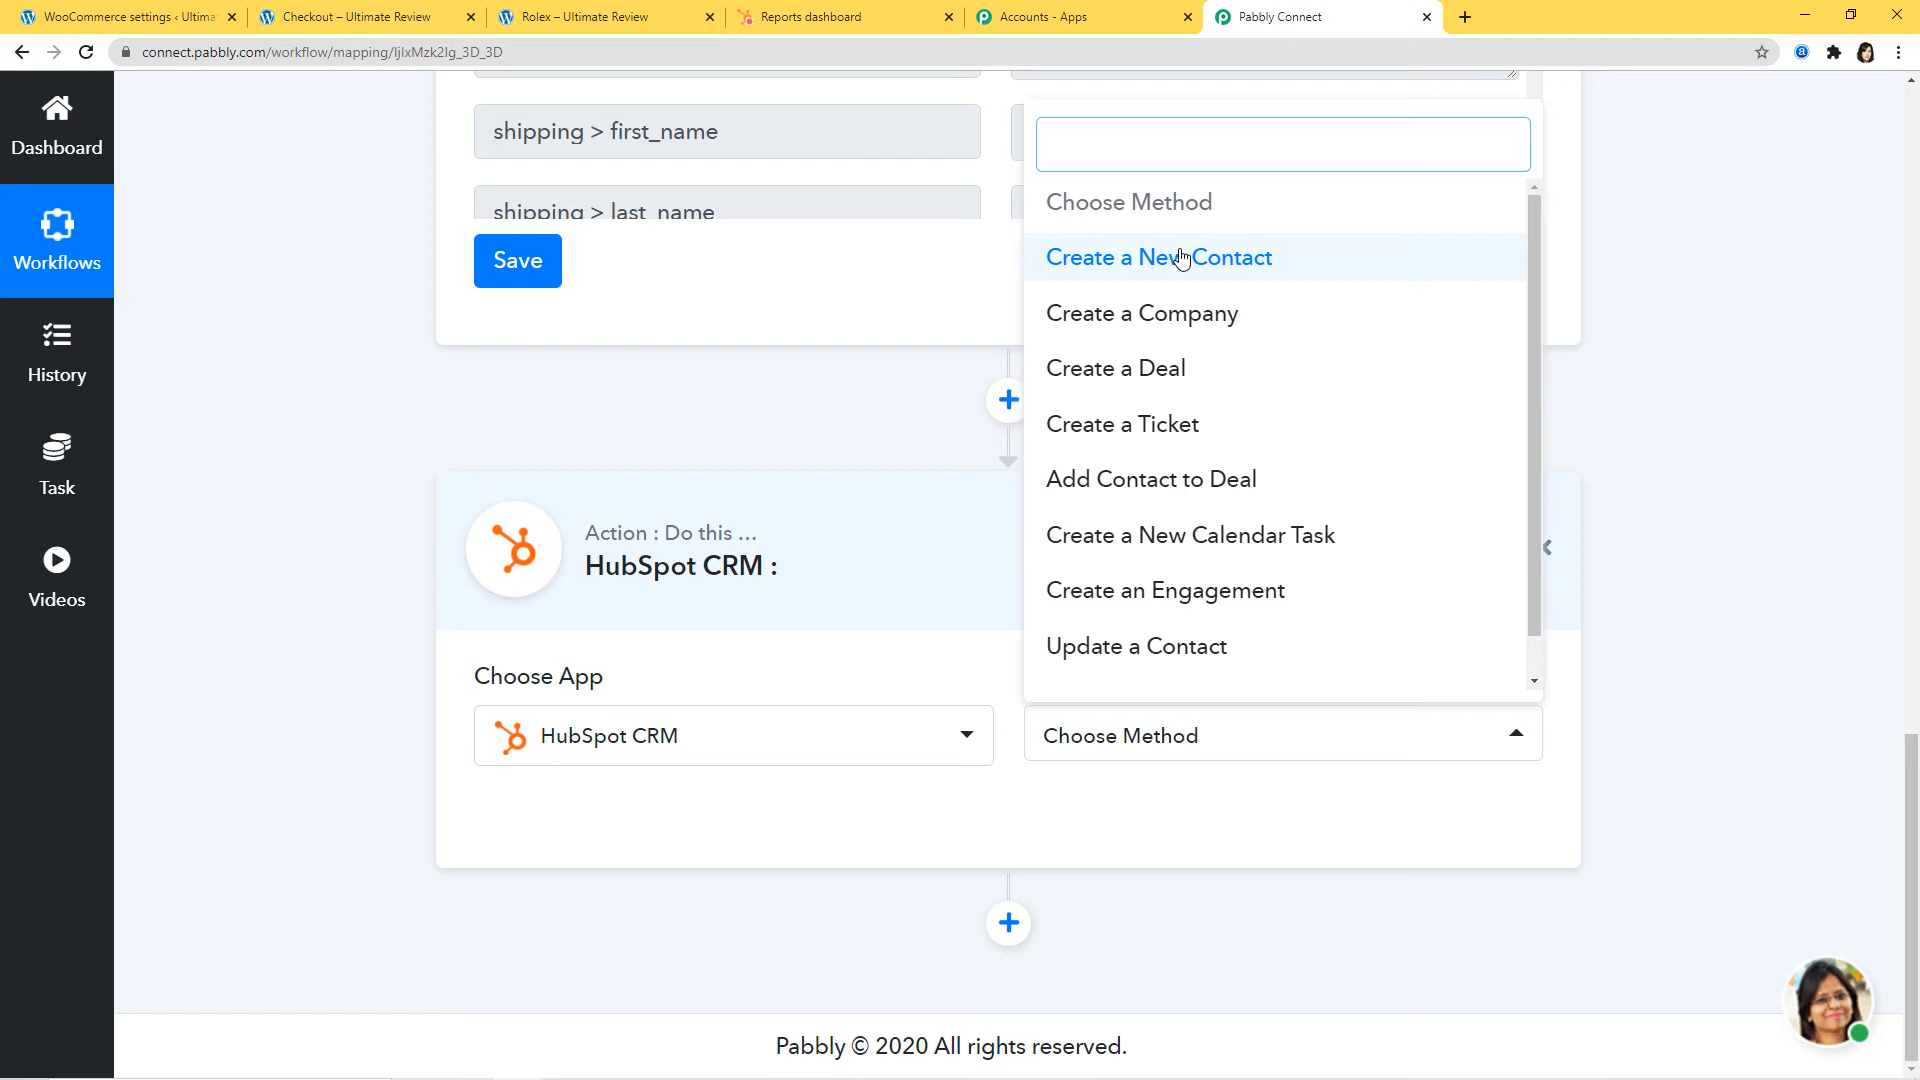 WooCommerce settings ‹ Ultima
Checkout – Ultimate Review
Rolex – Ultimate Review
Reports dashboard
Accounts - Apps
Pabbly Connect
connect.pabbly.com/workflow/mapping/IjIxMzk2Ig_3D_3D
Dashboard
Workflows
History
Task
Videos
shipping > first_name
shipping > last_name
Save
Choose Method
Create a New Contact
Create a Company
Create a Deal
Create a Ticket
Add Contact to Deal
Create a New Calendar Task
Create an Engagement
Update a Contact
Action : Do this ...
HubSpot CRM :
Choose App
HubSpot CRM
Choose Method
Pabbly © 2020 All rights reserved.